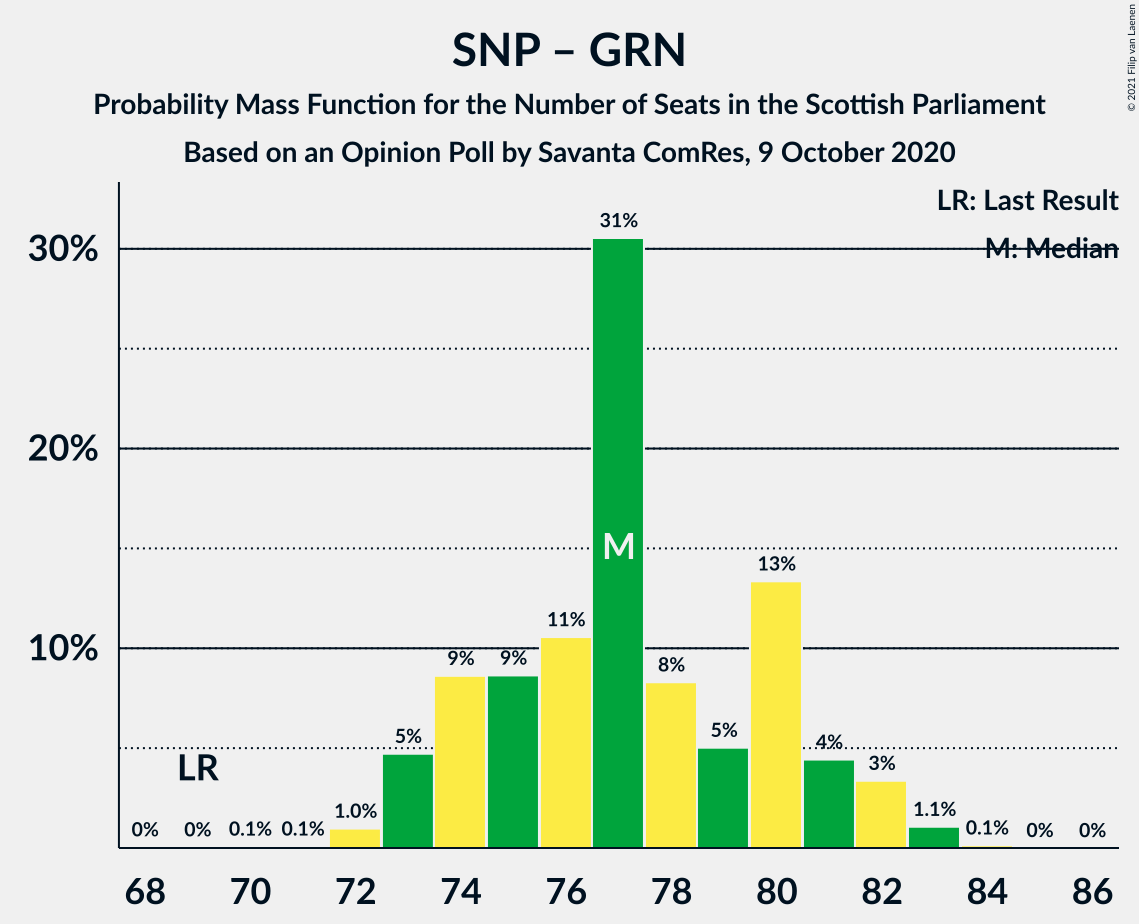 SNP – GRN
Probability Mass Function for the Number of Seats in the Scottish Parliament
Based on an Opinion Poll by Savanta ComRes, 9 October 2020
© 2021 Filip van Laenen
LR: Last Result
M: Median
30%
20%
10%
LR
M
0% 0% 0.1% 0.1% 1.0% 5% 9% 9% 11% 31% 8% 5% 13% 4% 3% 1.1% 0.1% 0% 0%
68 70 72 74 76 78 80 82 84 86